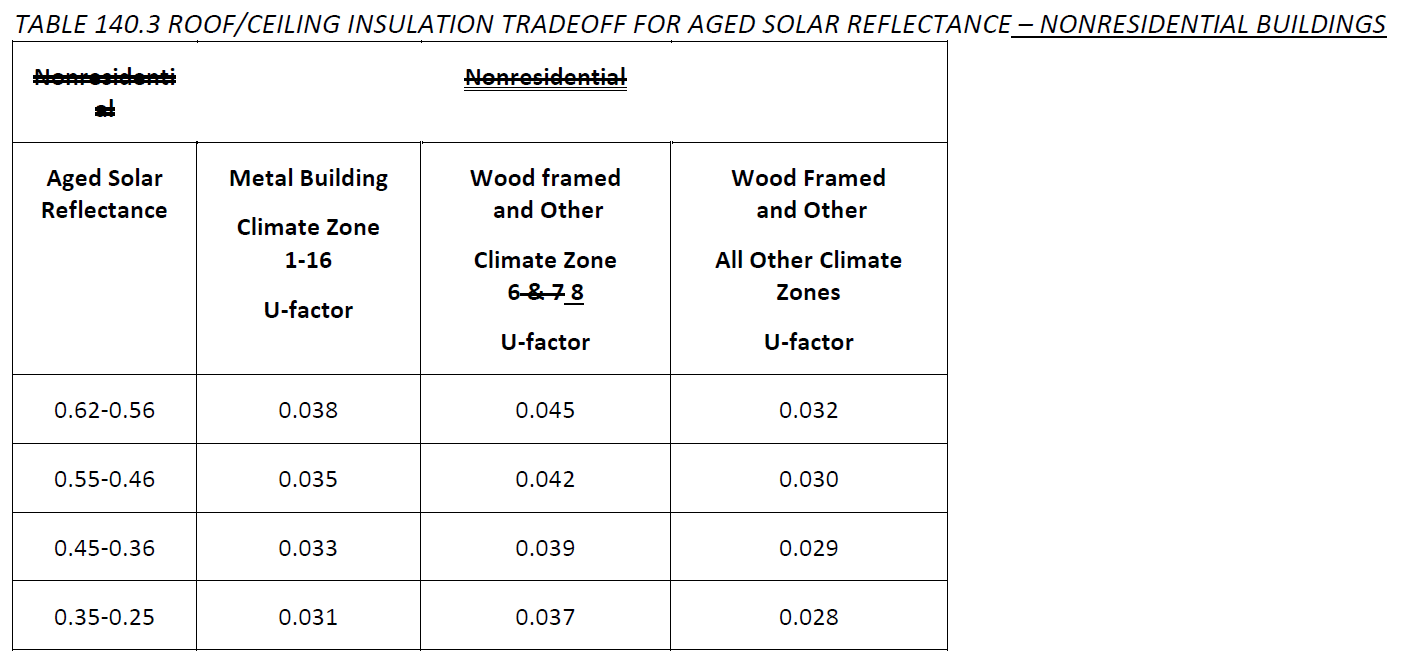 TABLE 140.3 ROOF/CEILING INSULATION TRADEOFF FOR AGED SOLAR REFLECTANCE – NONRESIDENTIAL BUILDINGS
Nonresidenti
al
Nonresidential
Aged Solar
Reflectance
Metal Building
Climate Zone
1-16
U-factor
Wood framed
and Other
Climate Zone
6 & 7 8
U-factor
Wood Framed
and Other
All Other Climate
Zones
U-factor
0.62-0.56 0.038 0.045 0.032
0.55-0.46 0.035 0.042 0.030
0.45-0.36 0.033 0.039 0.029
0.35-0.25 0.031 0.037 0.028